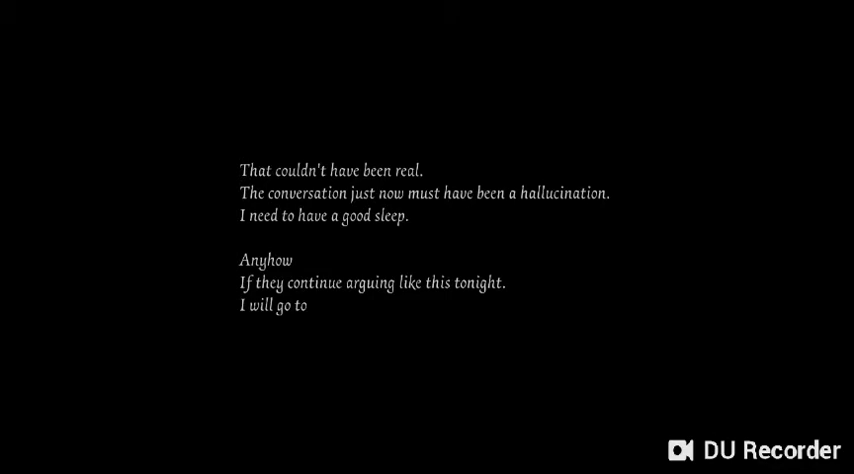 That couldn't have been real.
The conversation just now must have been a hallucination.
I need to have a good sleep.
Anyhow
If they continue arguing like this tonight.
I will go to
DU Recorder